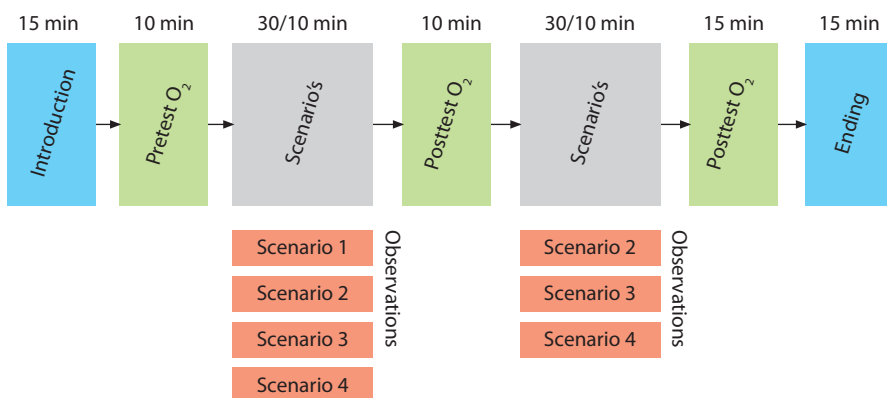 15 min
10 min
30/10 min
10 min
30/10 min
15 min
15 min
Introduction
Pretest O₂
Scenario's
Posttest O₂
Scenario's
Posttest O₂
Ending
Scenario 1
Scenario 2
Scenario 3
Scenario 4
Observations
Scenario 2
Scenario 3
Scenario 4
Observations